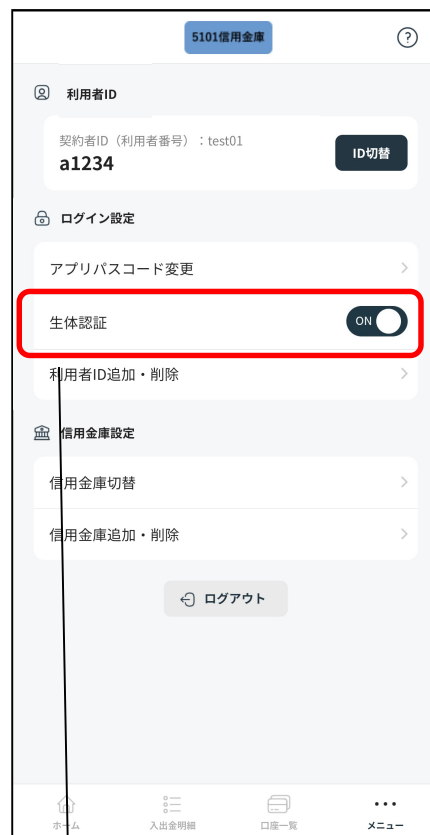 5101信用金庫
?
利用者ID
契約者ID（利用者番号）：test01
a1234
ID切替
ログイン設定
アプリパスコード変更
生体認証
ON
利用者ID追加・削除
信用金庫設定
信用金庫切替
信用金庫追加・削除
ログアウト
ホーム 入出金明細 口座一覧 メニュー